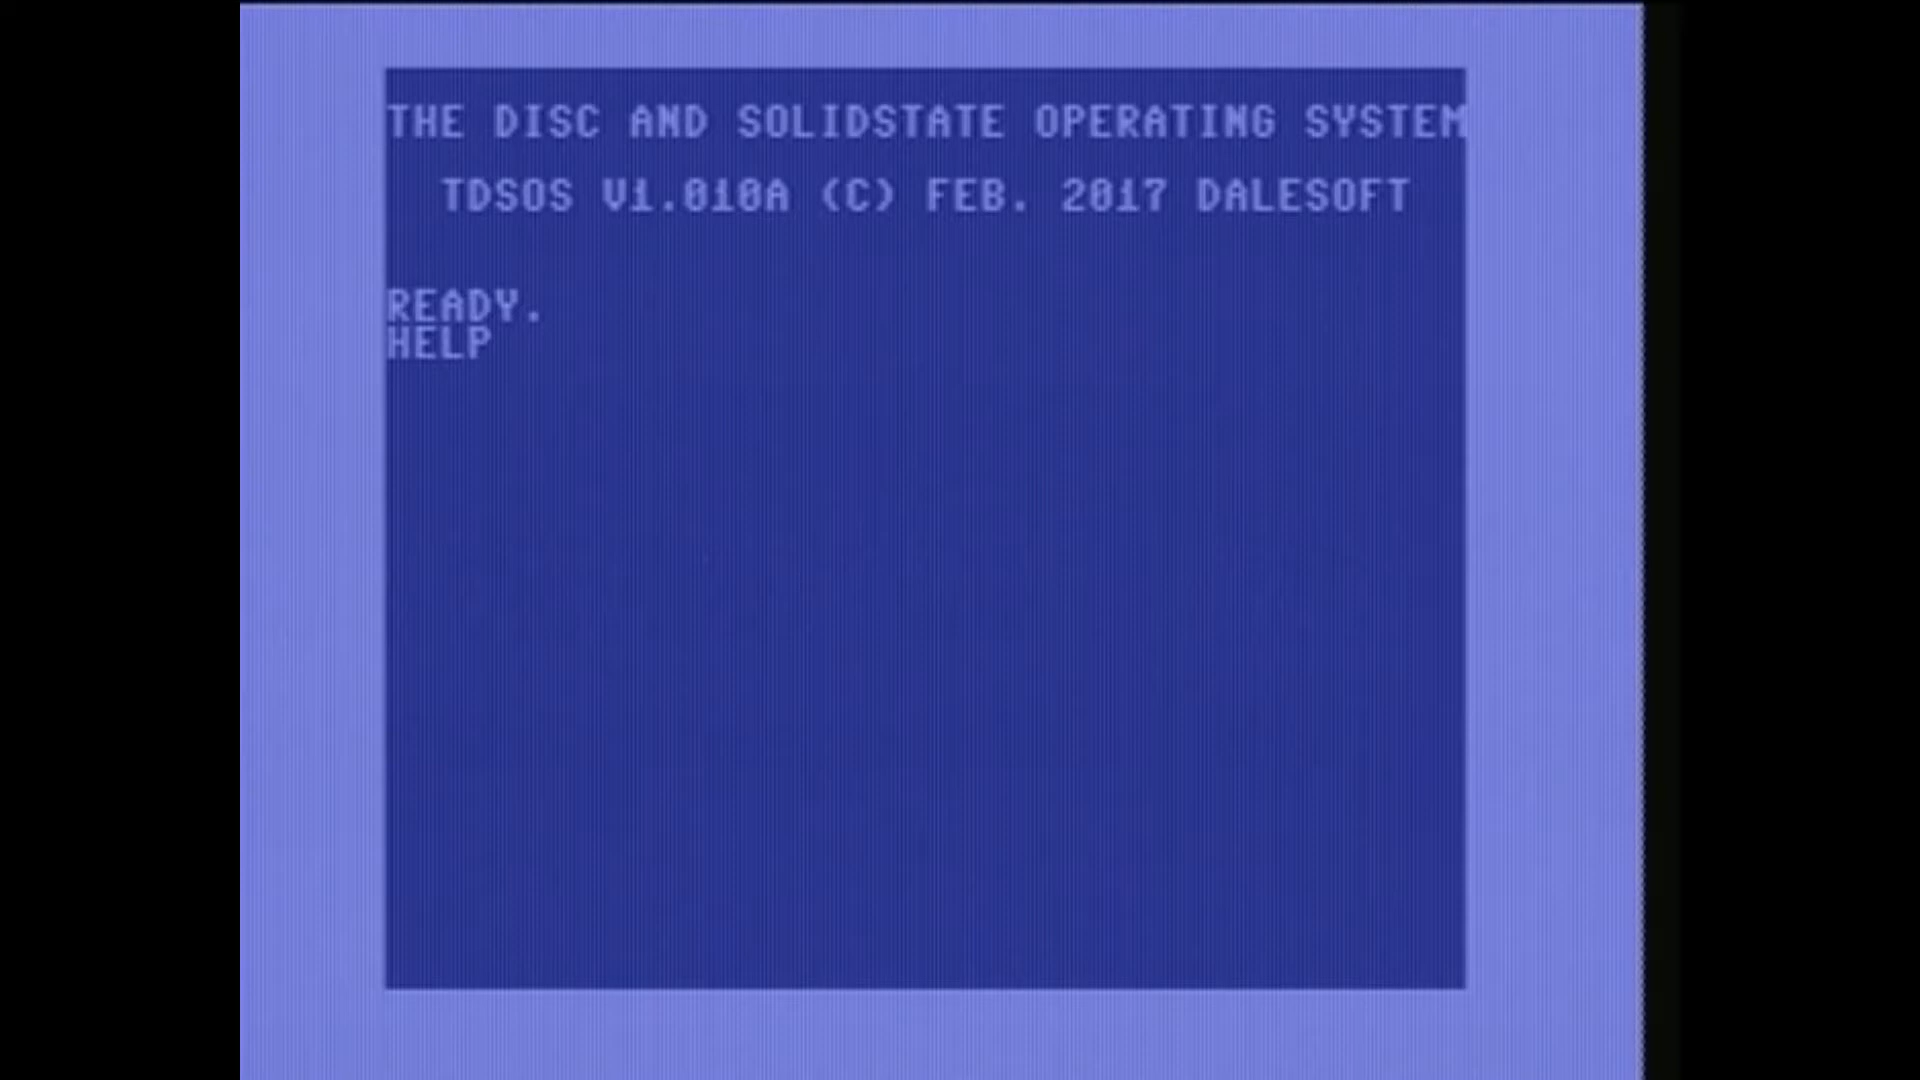 THE DISC AND SOLIDSTATE OPERATING SYSTEM
TDSOS V1.010A (C) FEB. 2017 DALESOFT
READY.
HELP